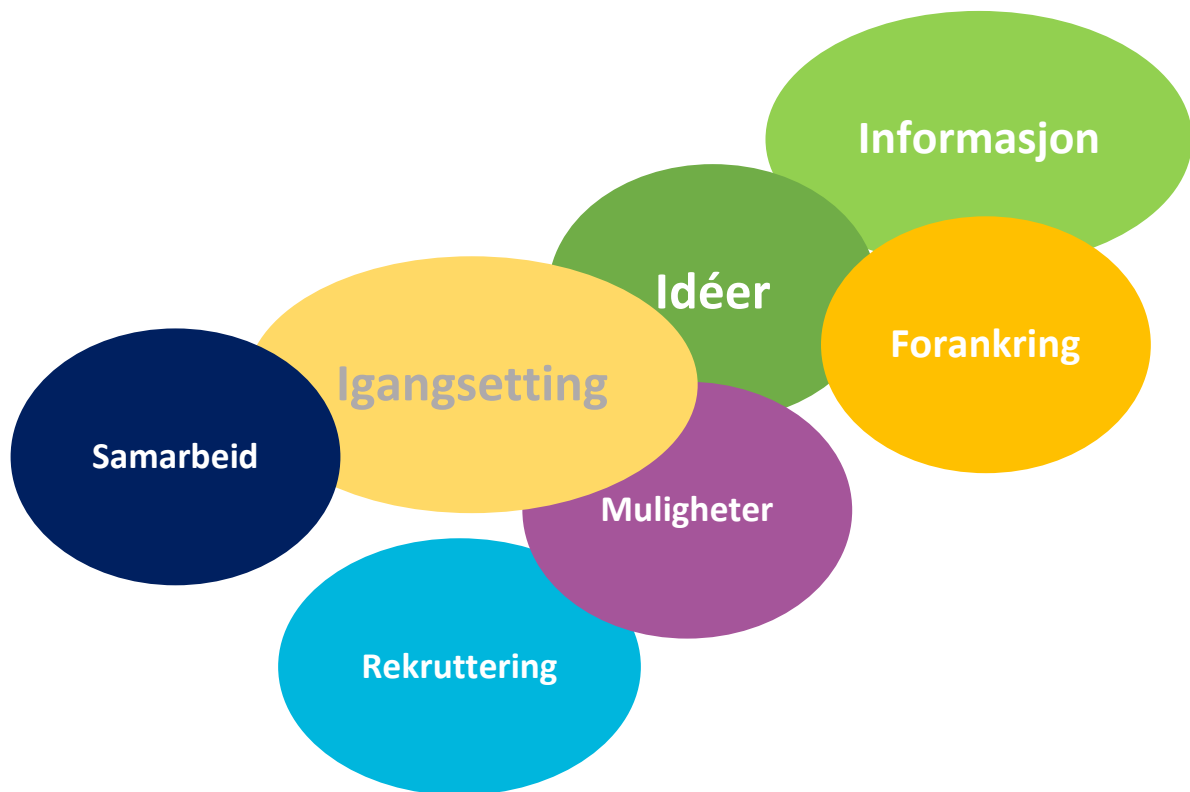 Informasjon
Idéer
Forankring
Igangsetting
Samarbeid
Muligheter
Rekruttering